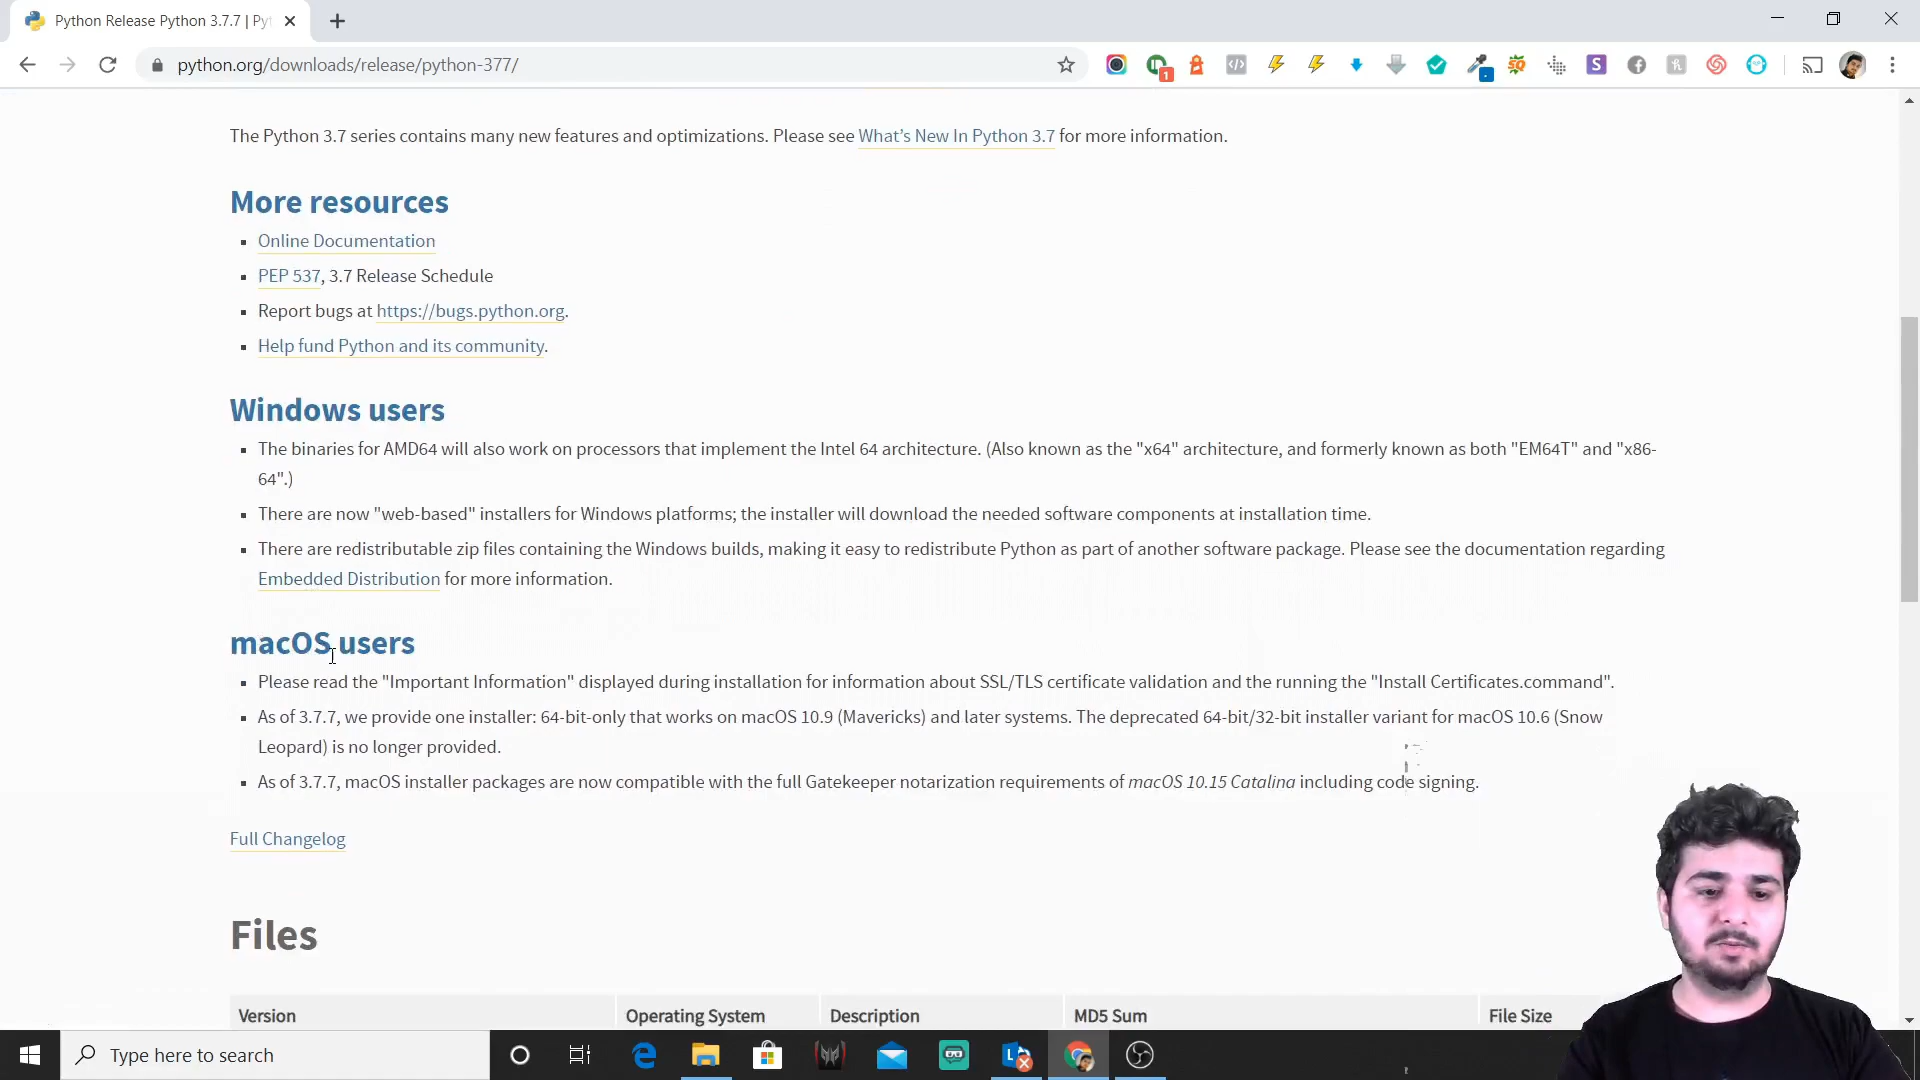 Python Release Python 3.7.7 | Pyt
python.org/downloads/release/python-377/
1
S
The Python 3.7 series contains many new features and optimizations. Please see What's New In Python 3.7 for more information.
More resources
Online Documentation
PEP 537, 3.7 Release Schedule
Report bugs at https://bugs.python.org.
Help fund Python and its community.
Windows users
The binaries for AMD64 will also work on processors that implement the Intel 64 architecture. (Also known as the "x64" architecture, and formerly known as both "EM64T" and "x86-
64".)
There are now "web-based" installers for Windows platforms; the installer will download the needed software components at installation time.
There are redistributable zip files containing the Windows builds, making it easy to redistribute Python as part of another software package. Please see the documentation regarding
Embedded Distribution for more information.
macOS users
Please read the "Important Information" displayed during installation for information about SSL/TLS certificate validation and the running the "Install Certificates.command".
As of 3.7.7, we provide one installer: 64-bit-only that works on macOS 10.9 (Mavericks) and later systems. The deprecated 64-bit/32-bit installer variant for macOS 10.6 (Snow
Leopard) is no longer provided.
As of 3.7.7, macOS installer packages are now compatible with the full Gatekeeper notarization requirements of macOS 10.15 Catalina including code signing.
Full Changelog
Files
Version Operating System Description MD5 Sum File Size
Type here to search